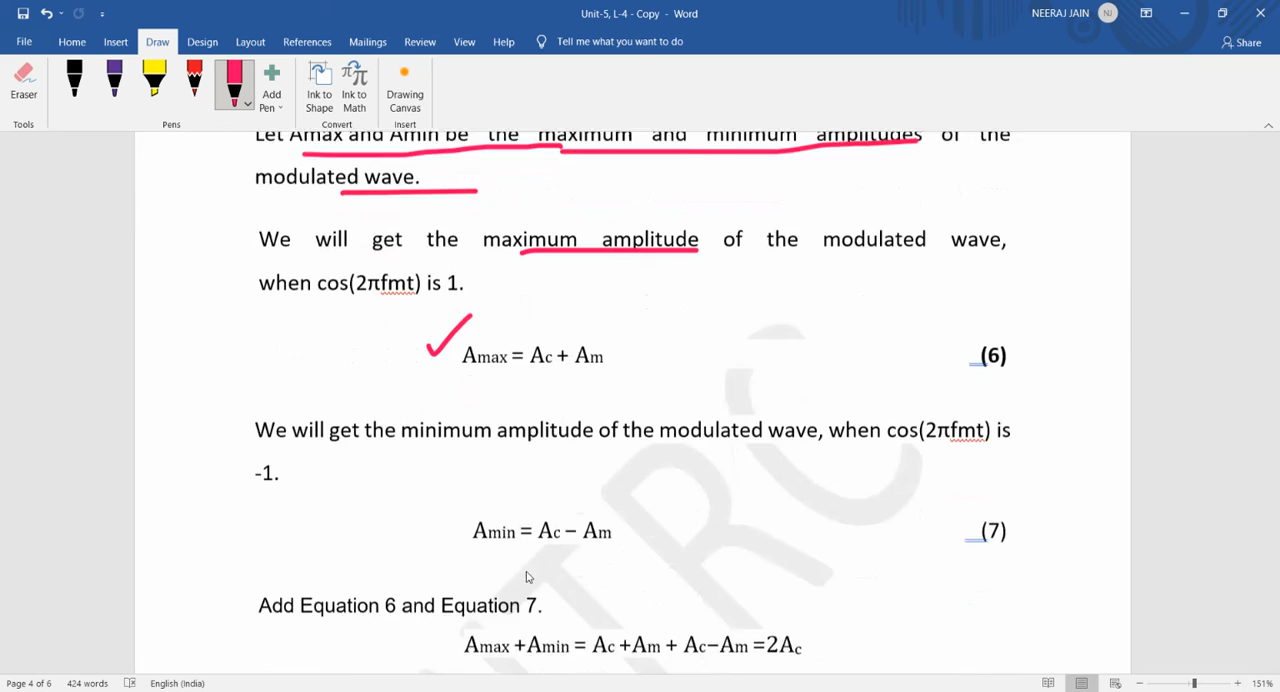 Unit-5, L-4 - Copy - Word
NEERAJ JAIN NJ
File Home Insert Draw Design Layout References Mailings Review View Help Tell me what you want to do Share
Eraser
Add Pen
Ink to Shape
Ink to Math
Drawing Canvas
Tools Pens Convert Insert
Let Amax and Amin be the maximum and minimum amplitudes of the
modulated wave.
We will get the maximum amplitude of the modulated wave,
when cos(2πfmt) is 1.
Amax = Ac + Am (6)
We will get the minimum amplitude of the modulated wave, when cos(2πfmt) is
-1.
Amin = Ac − Am (7)
Add Equation 6 and Equation 7.
Amax +Amin = Ac +Am + Ac−Am =2Ac
NTRC
Page 4 of 6 424 words English (India) 151%